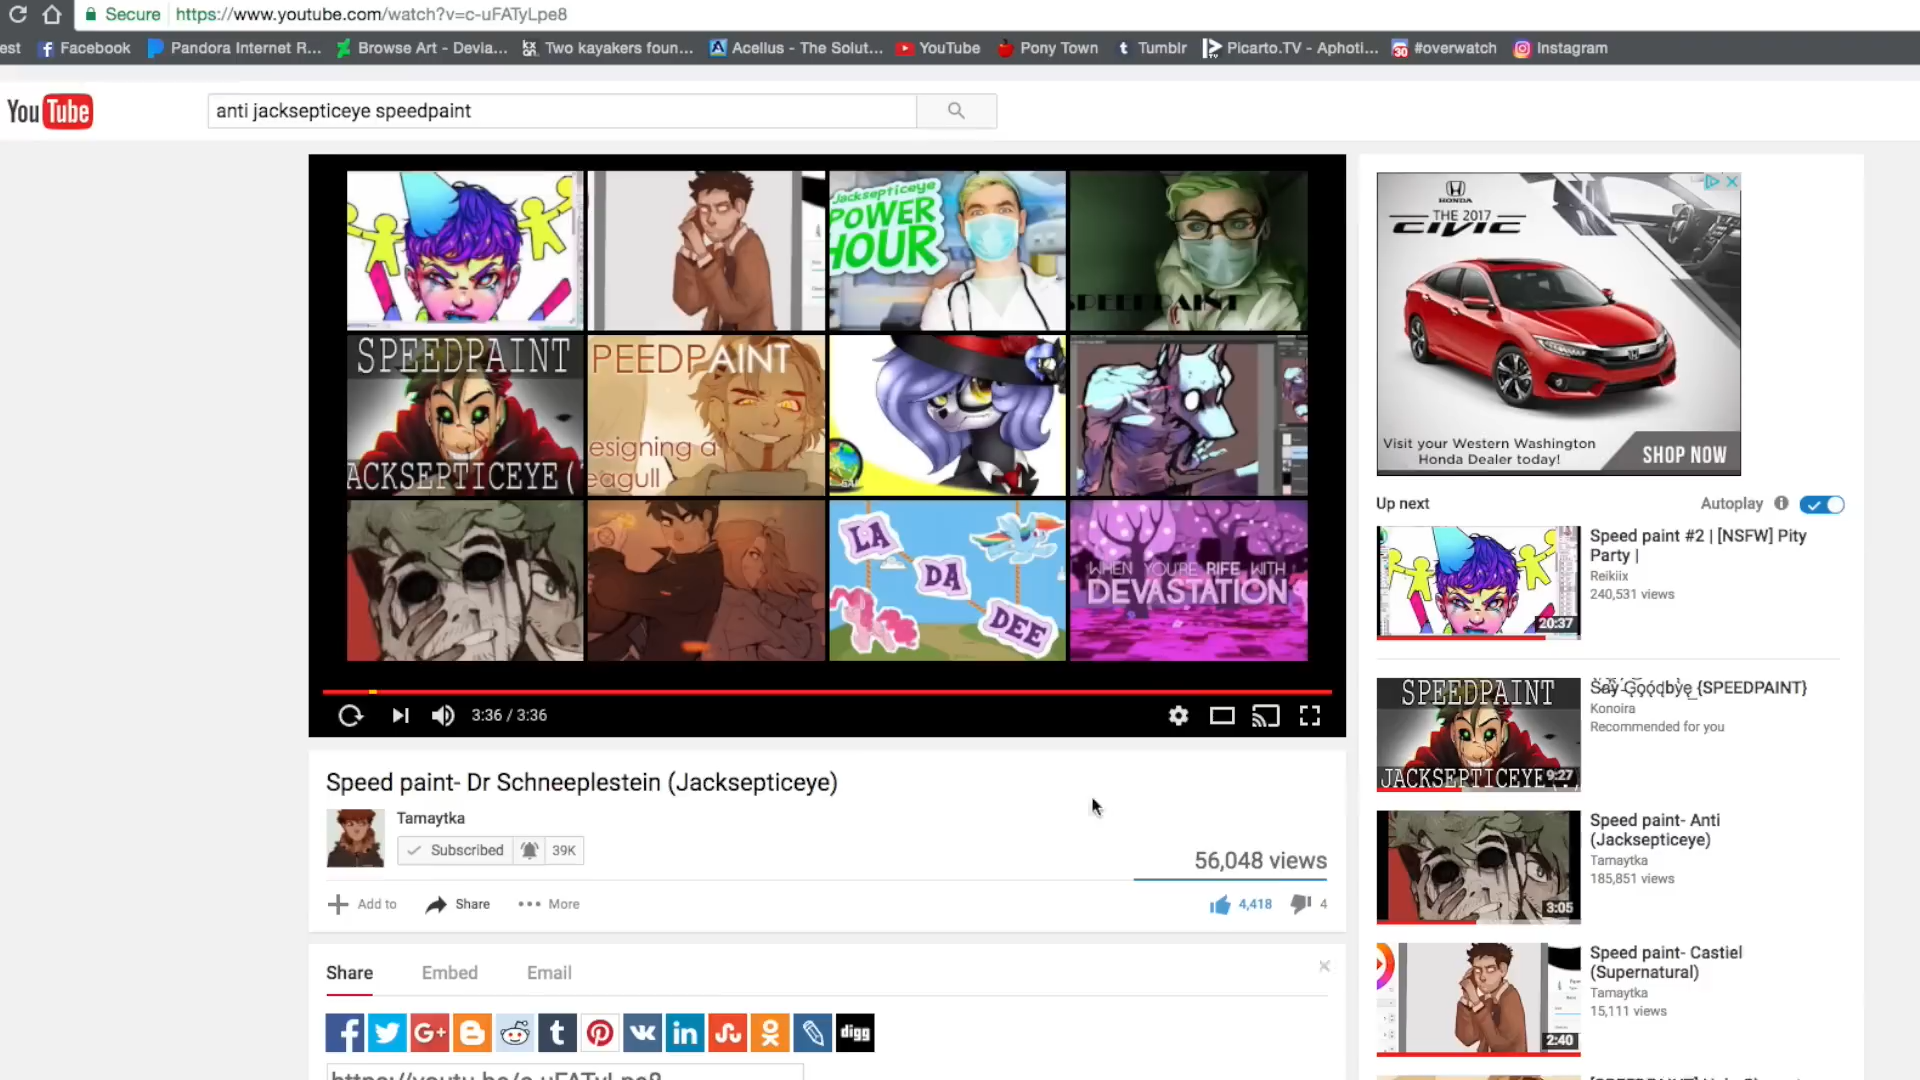 Secure https://www.youtube.com/watch?v=c-uFATyLpe8
est Facebook Pandora Internet R... Browse Art - Devia... Two kayakers foun... Acellus - The Solut... YouTube Pony Town Tumblr Picarto.TV - Aphoti... #overwatch Instagram
YouTube
anti jacksepticeye speedpaint
Jacksepticeye
POWER
HOUR
SPEEDPAINT
SPEEDPAINT
ACKSEPTICEYE(
PEEDPAINT
esigning a
eagull
LA
DA
DEE
WHEN YOU'RE RIFE WITH
DEVASTATION
3:36 / 3:36
HONDA
THE 2017
CIVIC
Visit your Western Washington
Honda Dealer today!
SHOP NOW
Up next
Autoplay
Speed paint #2 | [NSFW] Pity
Party |
Reikiix
240,531 views
20:37
SPEEDPAINT
JACKSEPTICEYE
9:27
Say Goodbye {SPEEDPAINT}
Konoira
Recommended for you
Speed paint- Anti
(Jacksepticeye)
Tamaytka
185,851 views
3:05
Speed paint- Castiel
(Supernatural)
Tamaytka
15,111 views
2:40
Speed paint- Dr Schneeplestein (Jacksepticeye)
Tamaytka
Subscribed 39K
56,048 views
Add to Share More
4,418 4
Share Embed Email
G+ digg
https://youtu.be/c-uFATyLpe8